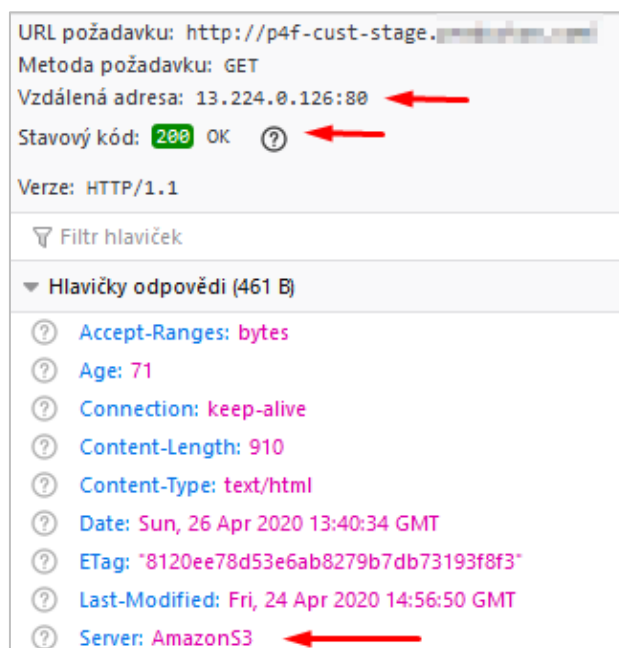 URL požadavku: http://p4f-cust-stage.
Metoda požadavku: GET
Vzdálená adresa: 13.224.0.126:80
Stavový kód: 200 OK ?
Verze: HTTP/1.1
Filtr hlaviček
Hlavičky odpovědi (461 B)
? Accept-Ranges: bytes
? Age: 71
? Connection: keep-alive
? Content-Length: 910
? Content-Type: text/html
? Date: Sun, 26 Apr 2020 13:40:34 GMT
? ETag: "8120ee78d53e6ab8279b7db73193f8f3"
? Last-Modified: Fri, 24 Apr 2020 14:56:50 GMT
? Server: AmazonS3